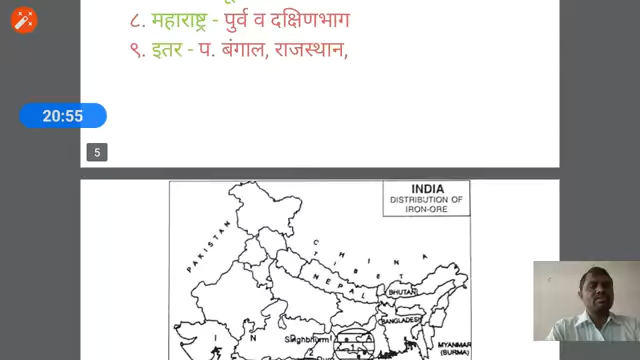 ८. महाराष्ट्र - पुर्व व दक्षिणभाग
९. इतर - प. बंगाल, राजस्थान,
20:55
5
INDIA
DISTRIBUTION OF
IRON-ORE
PAKISTAN
CHINA
TIBET
NEPAL
BHUTAN
BANGLADESH
I N
MYANMAR
(BURMA)